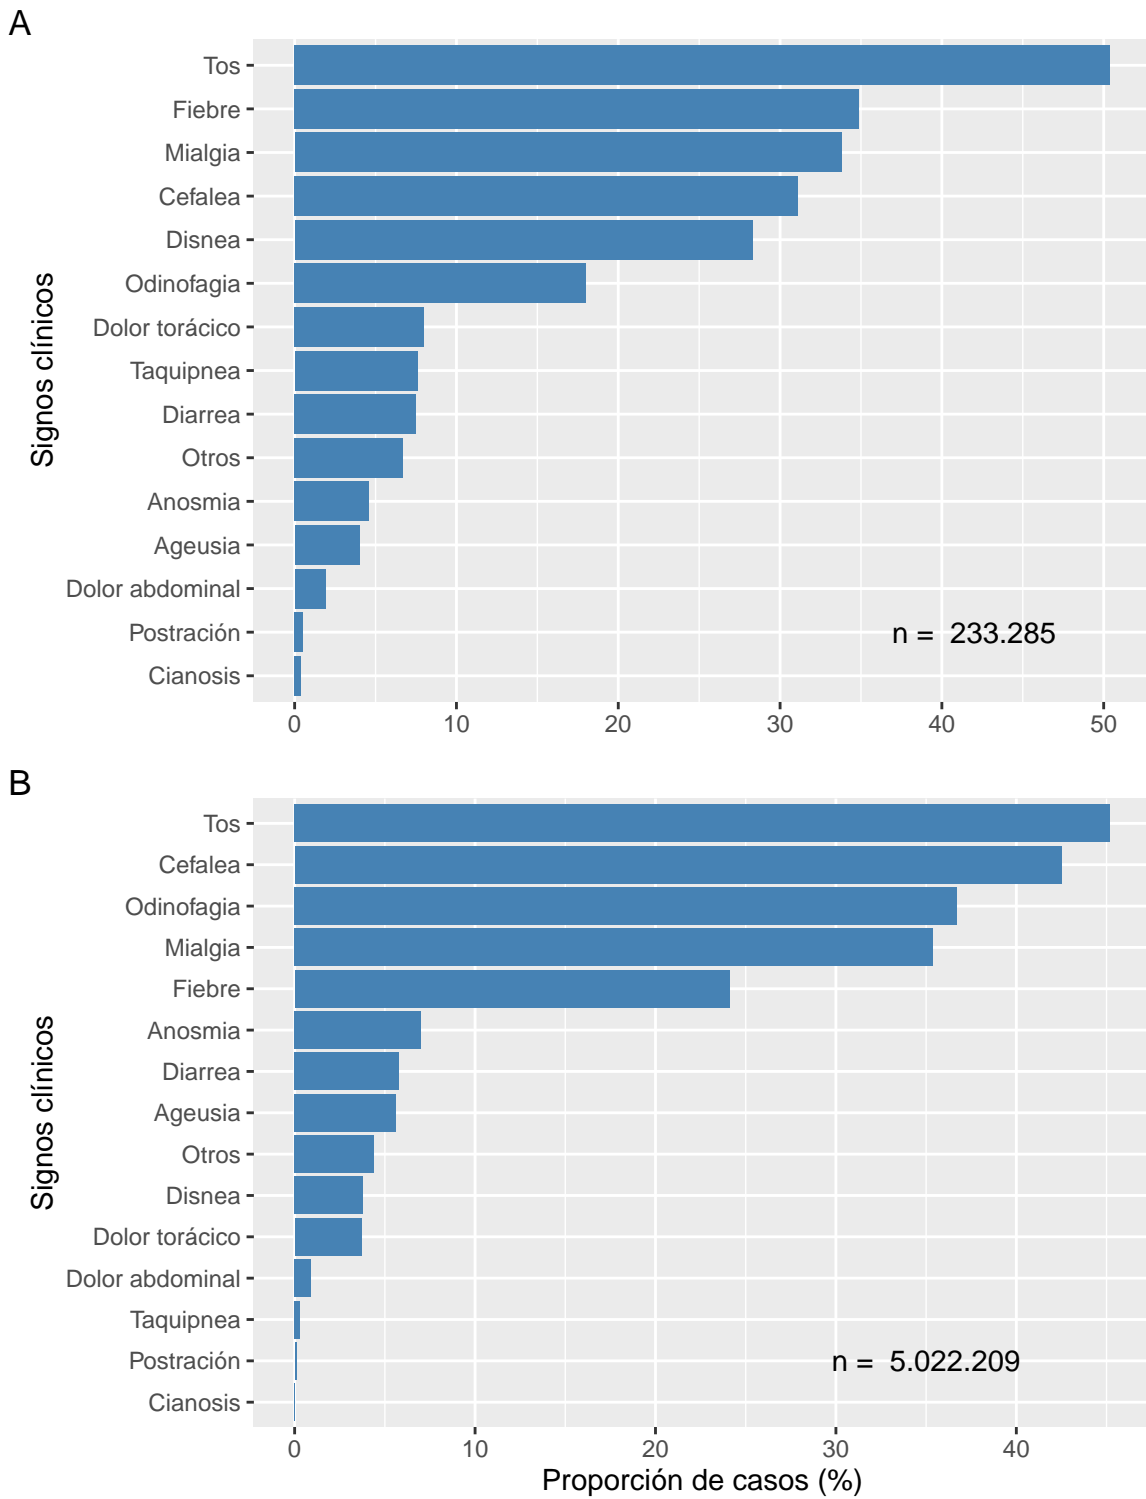 A
Signos clínicos
Tos
Fiebre
Mialgia
Cefalea
Disnea
Odinofagia
Dolor torácico
Taquipnea
Diarrea
Otros
Anosmia
Ageusia
Dolor abdominal
Postración
Cianosis
n = 233.285
0 10 20 30 40 50
B
Signos clínicos
Tos
Cefalea
Odinofagia
Mialgia
Fiebre
Anosmia
Diarrea
Ageusia
Otros
Disnea
Dolor torácico
Dolor abdominal
Taquipnea
Postración
Cianosis
n = 5.022.209
0 10 20 30 40
Proporción de casos (%)